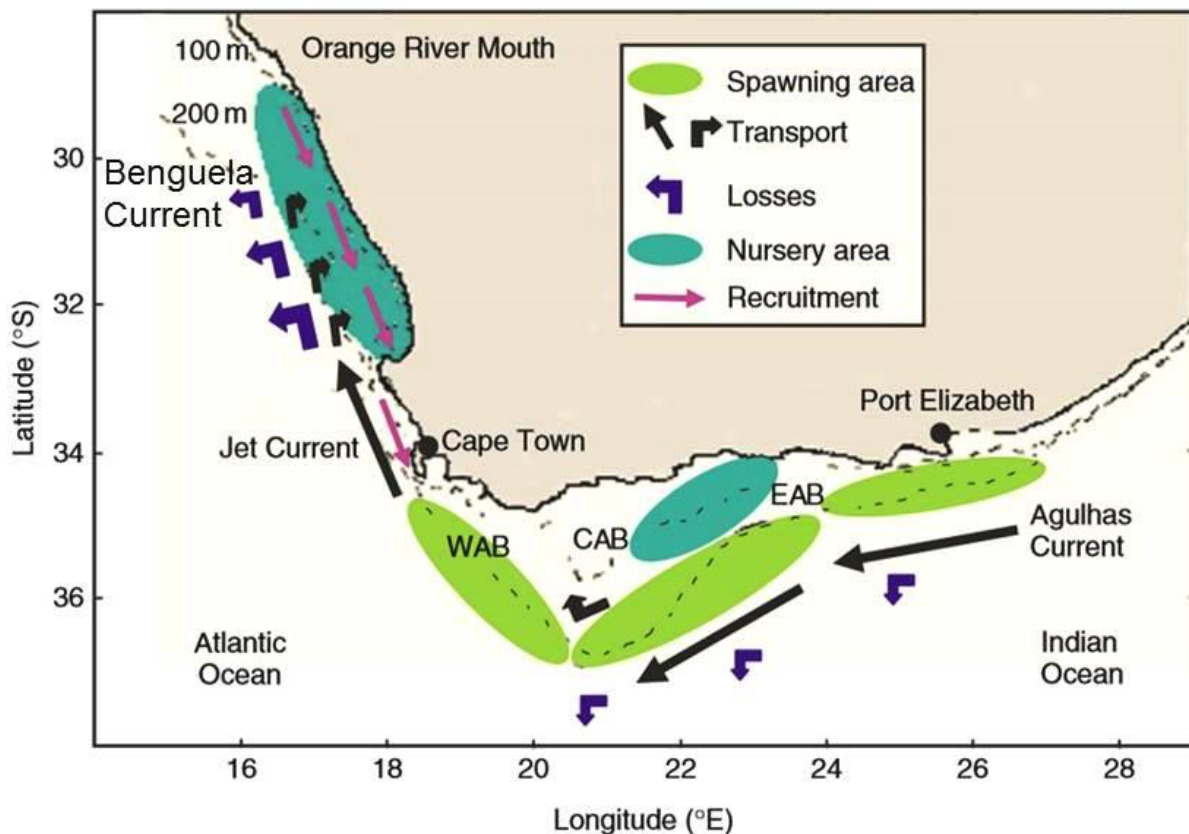 100 m
Orange River Mouth
200 m
Benguela
Current
Spawning area
Transport
Losses
Nursery area
Recruitment
30
32
34
36
Latitude (°S)
Jet Current
Cape Town
Port Elizabeth
WAB
CAB
EAB
Agulhas
Current
Atlantic
Ocean
Indian
Ocean
16
18
20
22
24
26
28
Longitude (°E)